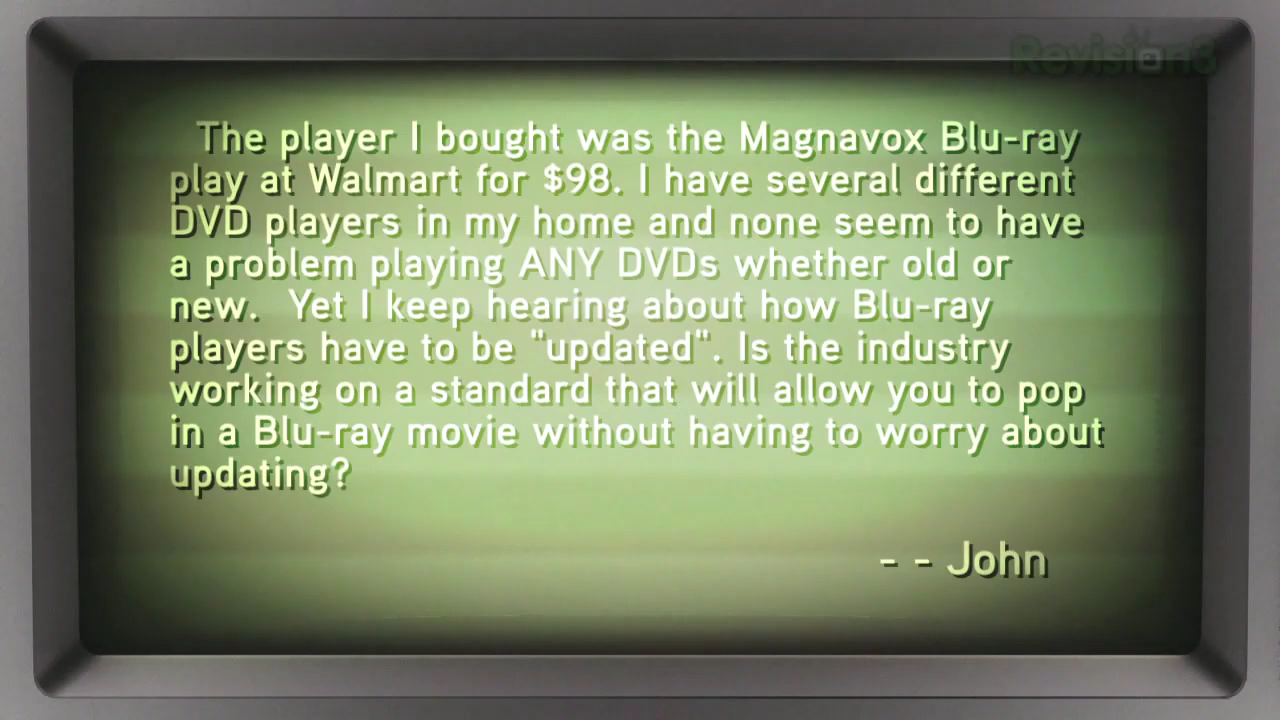 Revision3
The player I bought was the Magnavox Blu-ray
play at Walmart for $98. I have several different
DVD players in my home and none seem to have
a problem playing ANY DVDs whether old or
new.  Yet I keep hearing about how Blu-ray
players have to be "updated". Is the industry
working on a standard that will allow you to pop
in a Blu-ray movie without having to worry about
updating?
- - John